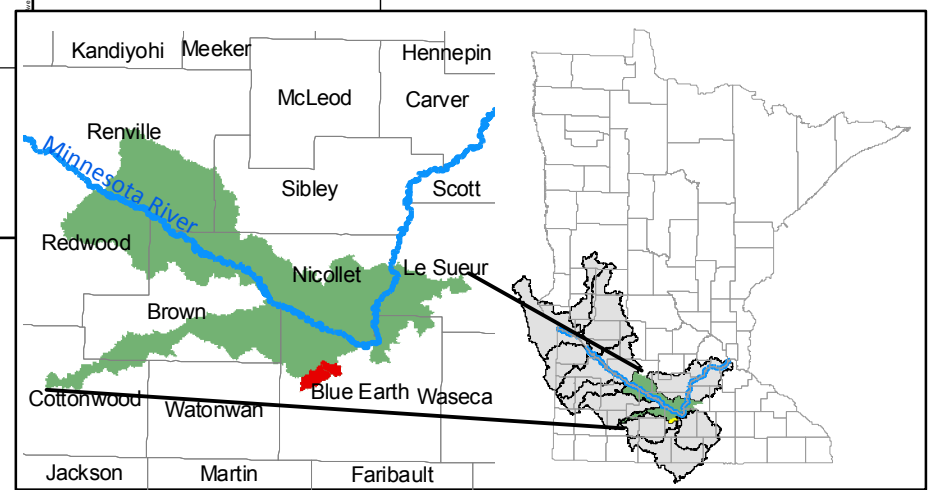 Kandiyohi
Meeker
Hennepin
McLeod
Carver
Renville
Minnesota River
Sibley
Scott
Redwood
Nicollet
Le Sueur
Brown
Cottonwood
Watonwan
Blue Earth
Waseca
Jackson
Martin
Faribault